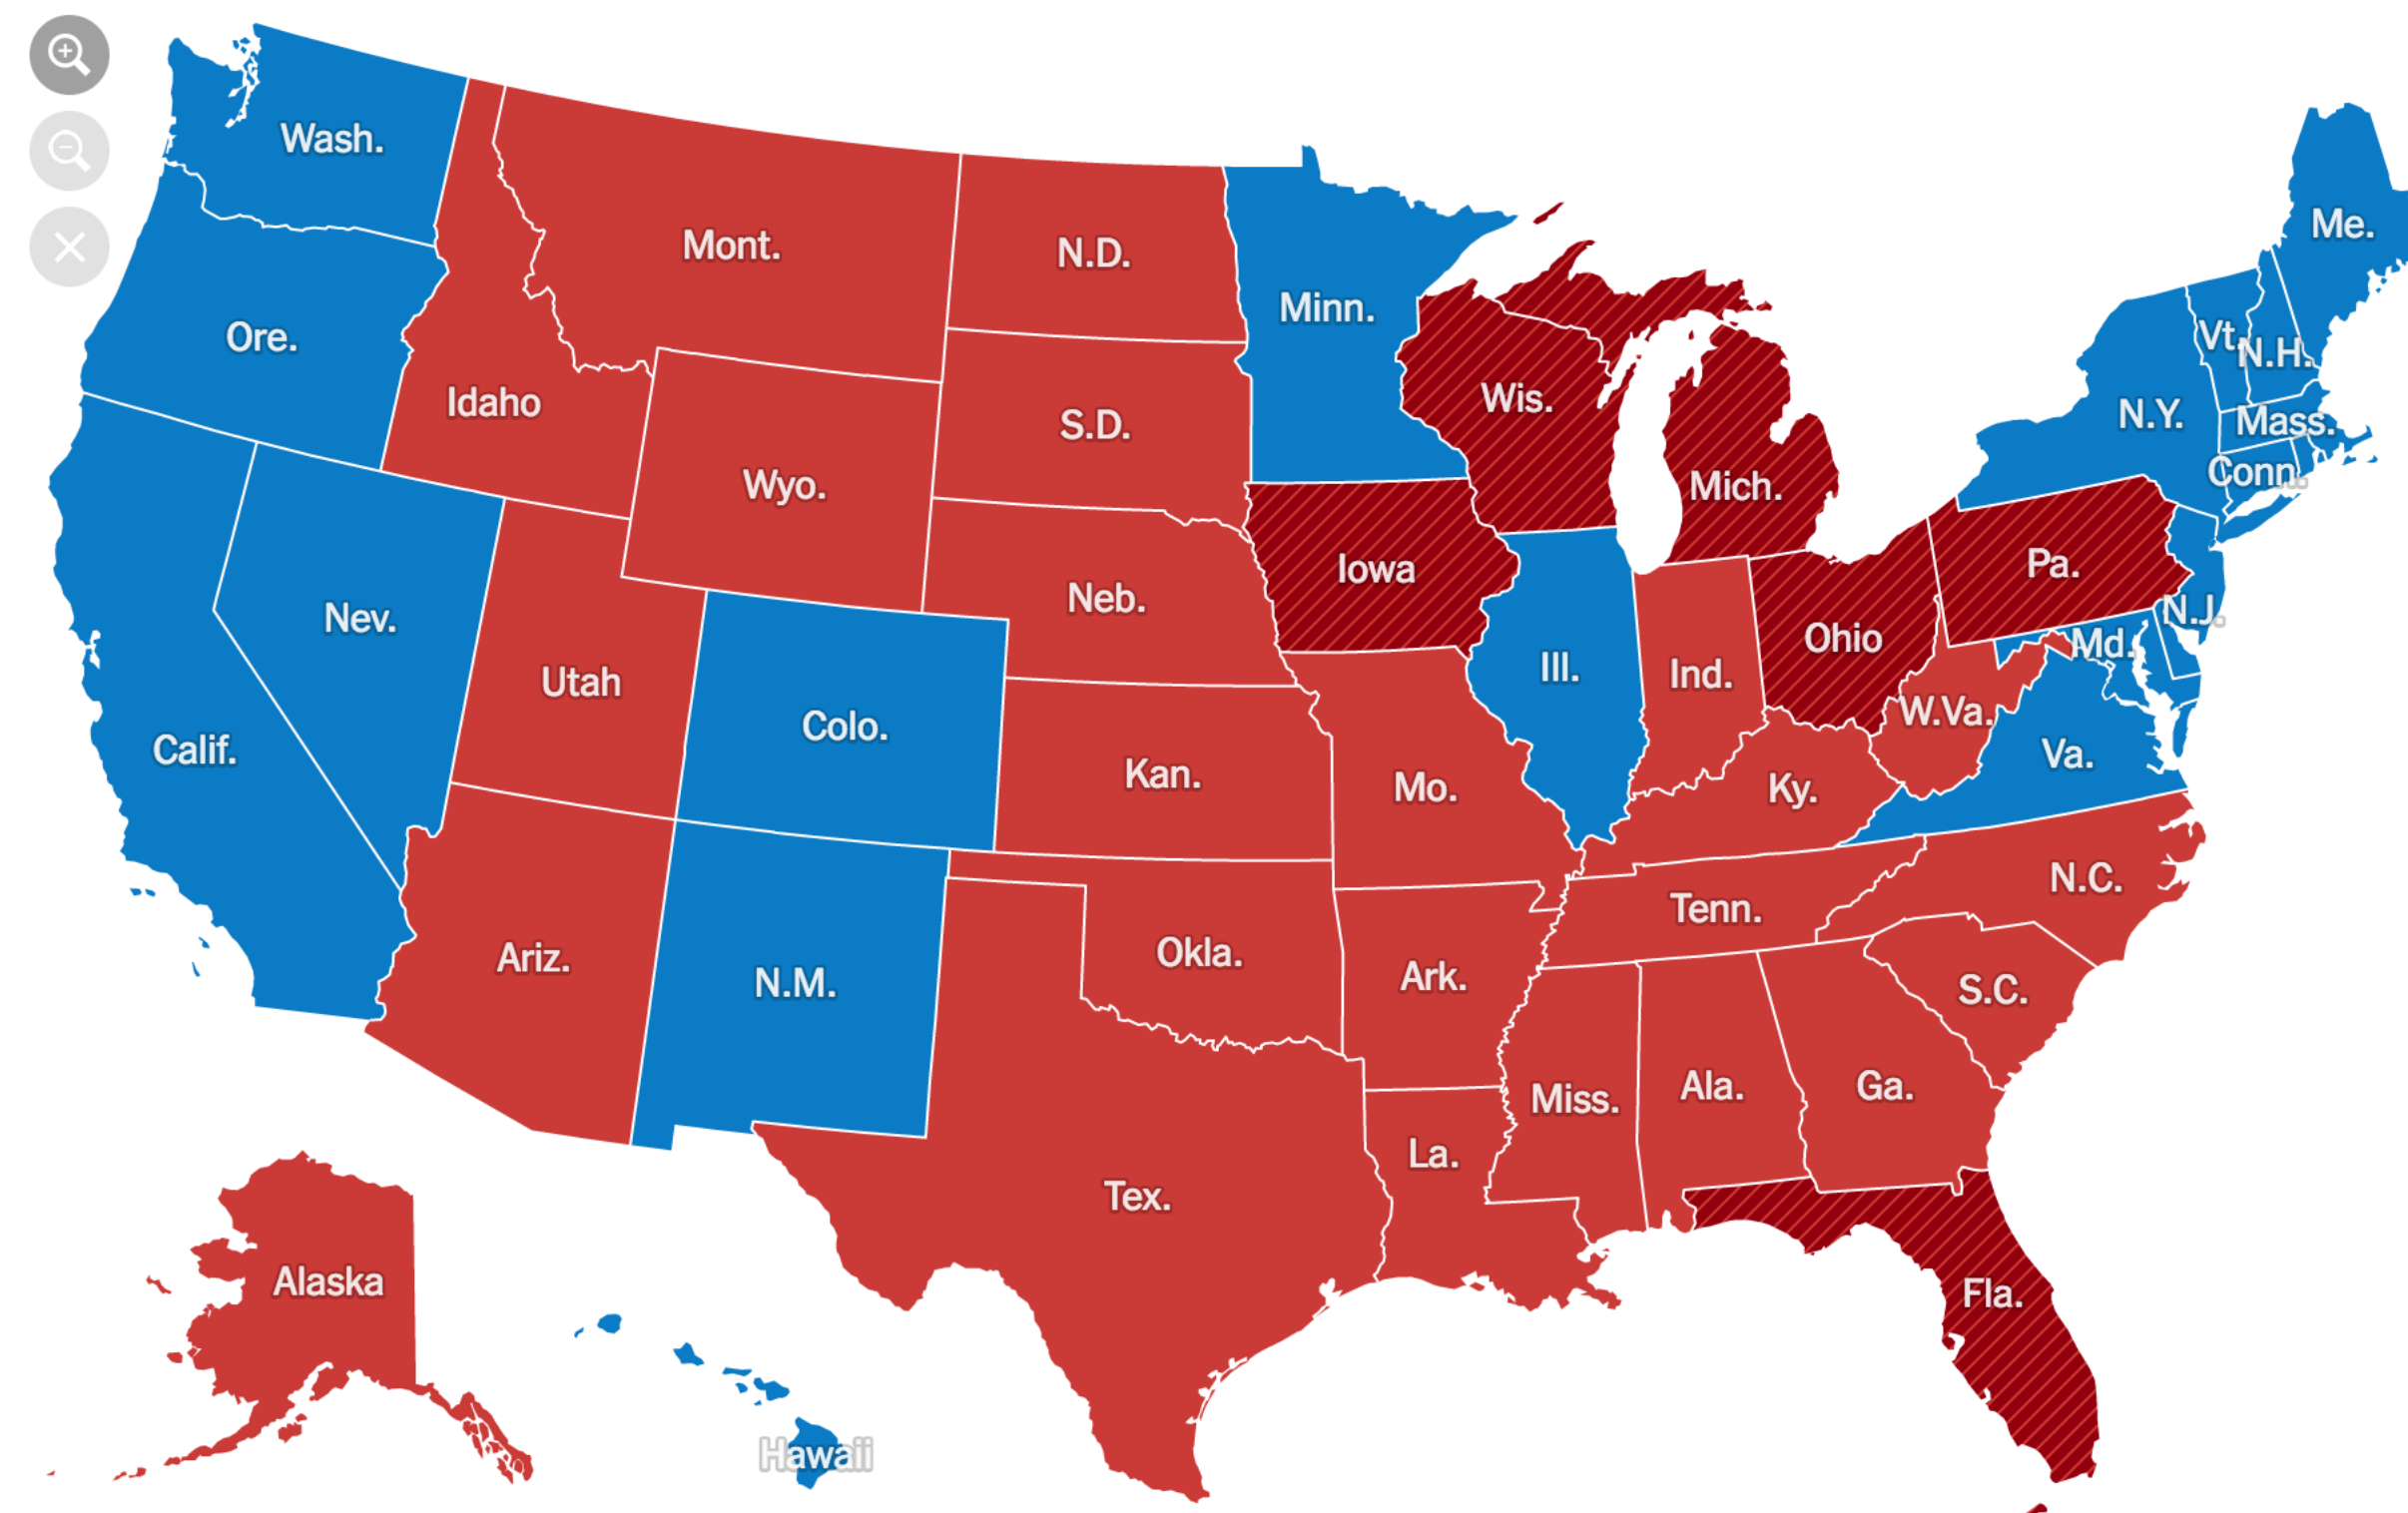 Wash.
Mont.
N.D.
Minn.
Me.
Ore.
Idaho
Wyo.
S.D.
Wis.
Mich.
Vt.
N.H.
N.Y.
Mass.
Conn.
Nev.
Utah
Colo.
Neb.
Iowa
Ill.
Ind.
Ohio
Pa.
N.J.
Md.
W.Va.
Va.
Calif.
Kan.
Mo.
Ky.
Ariz.
N.M.
Okla.
Ark.
Tenn.
N.C.
S.C.
Tex.
La.
Miss.
Ala.
Ga.
Fla.
Alaska
Hawaii